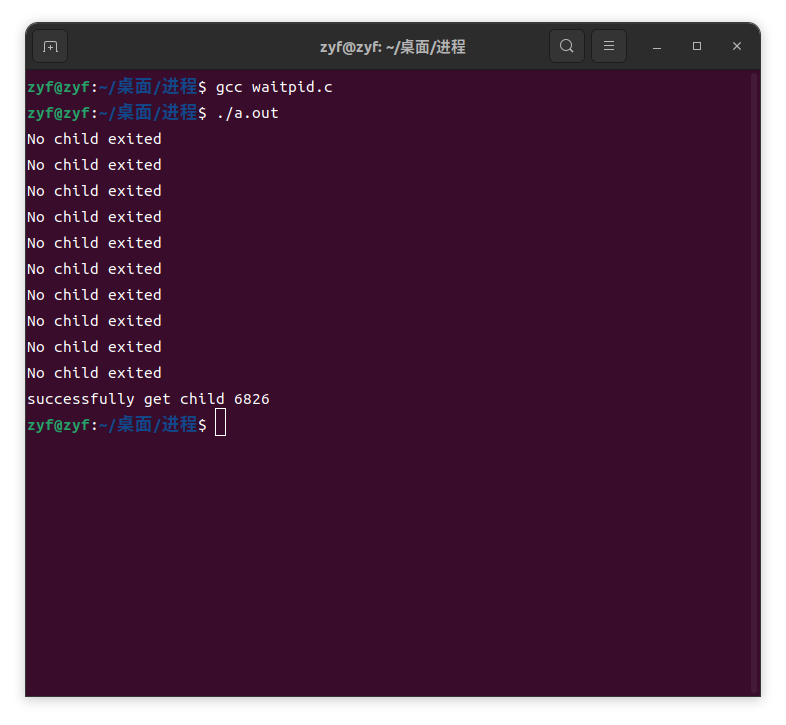 zyf@zyf: ~/桌面/进程
zyf@zyf:~/桌面/进程$ gcc waitpid.c
zyf@zyf:~/桌面/进程$ ./a.out
No child exited
No child exited
No child exited
No child exited
No child exited
No child exited
No child exited
No child exited
No child exited
No child exited
successfully get child 6826
zyf@zyf:~/桌面/进程$